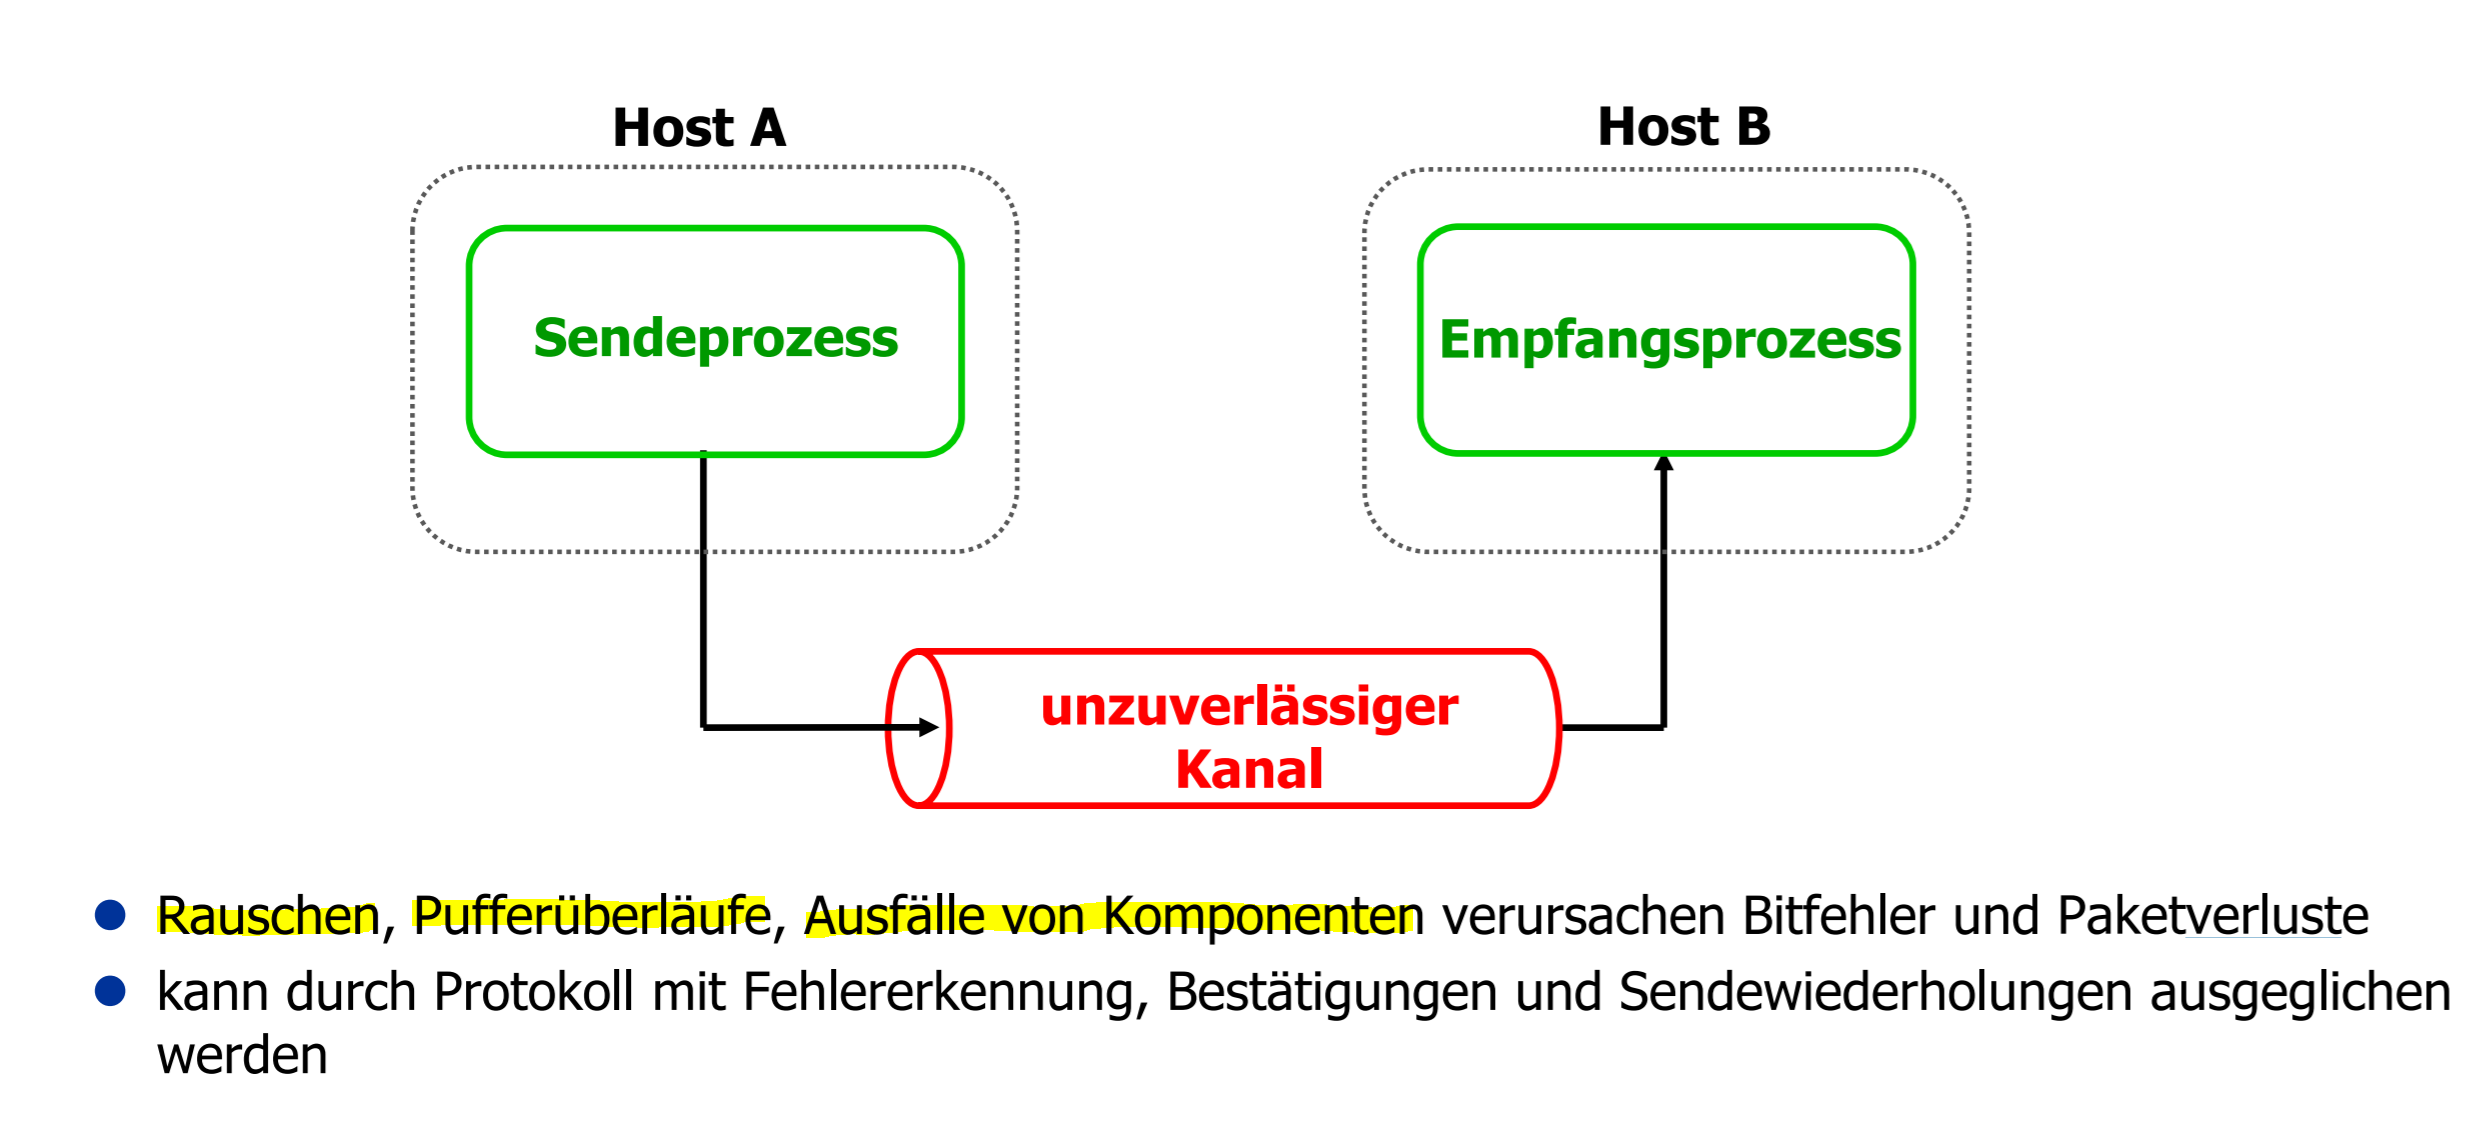 Host A
Host B
Sendeprozess
Empfangsprozess
unzuverlässiger
Kanal
Rauschen, Pufferüberläufe, Ausfälle von Komponenten verursachen Bitfehler und Paketverluste
kann durch Protokoll mit Fehlererkennung, Bestätigungen und Sendewiederholungen ausgeglichen
werden